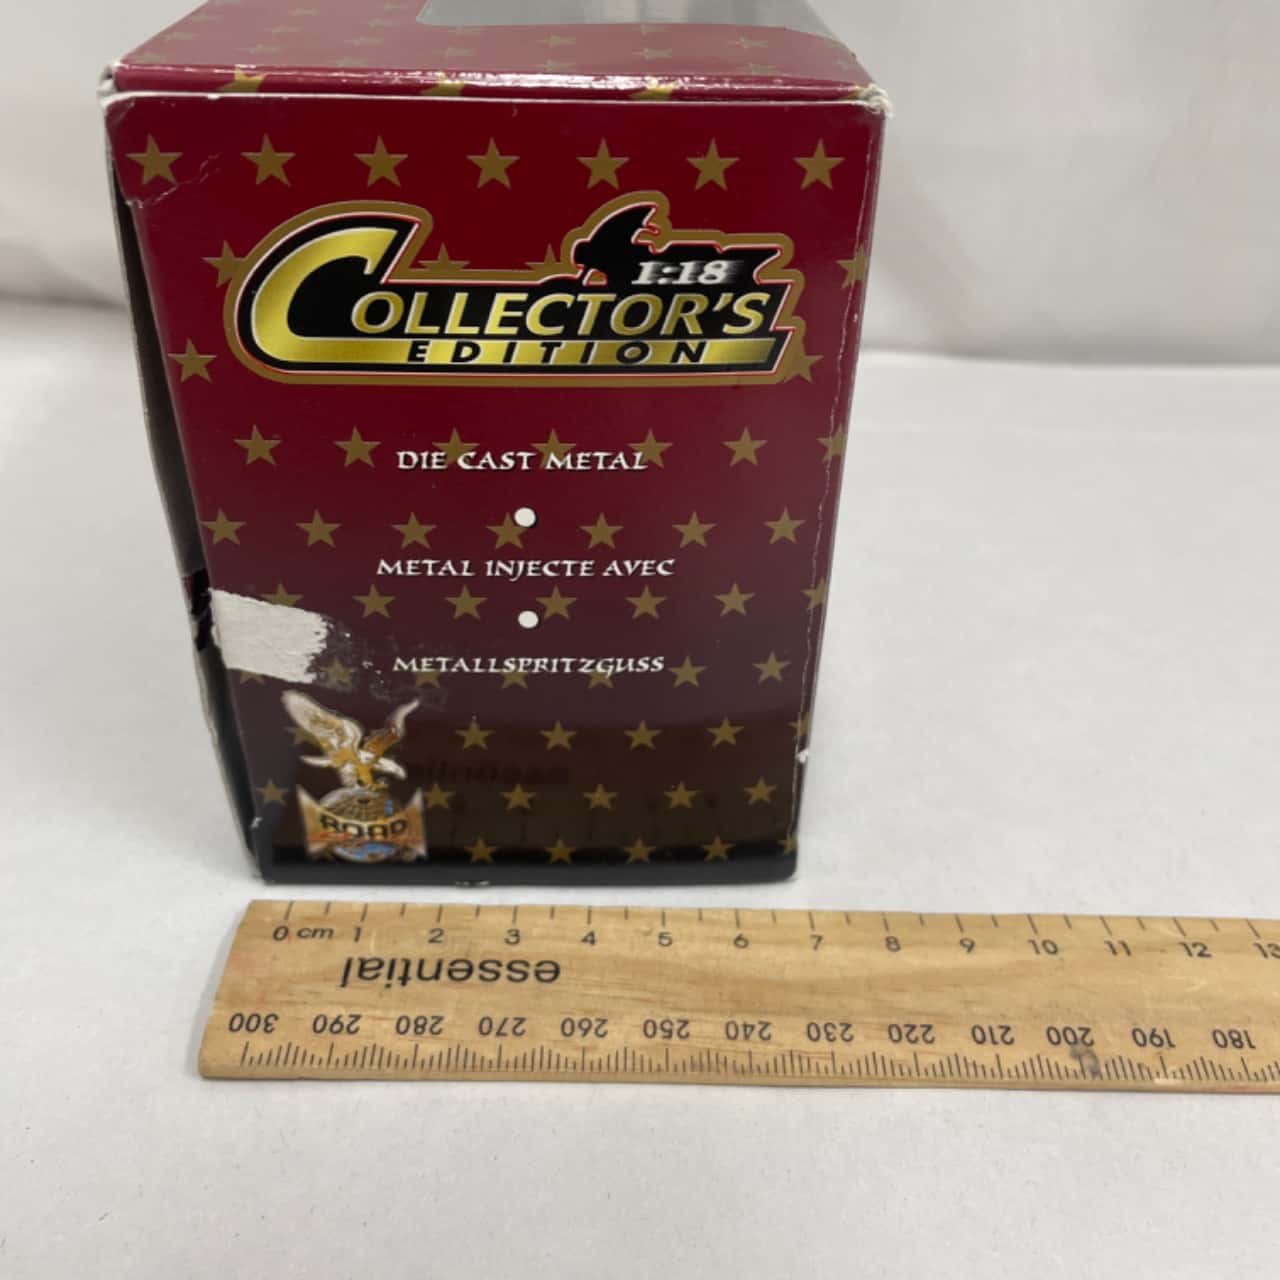 1:18
COLLECTOR'S
EDITION
DIE CAST METAL
METAL INJECTE AVEC
METALLSPRITZGUSS
ROAD
0 cm 1 2 3 4 5 6 7 8 9 10 11 12 13
essential
300 290 280 270 260 250 240 230 220 210 200 190 180